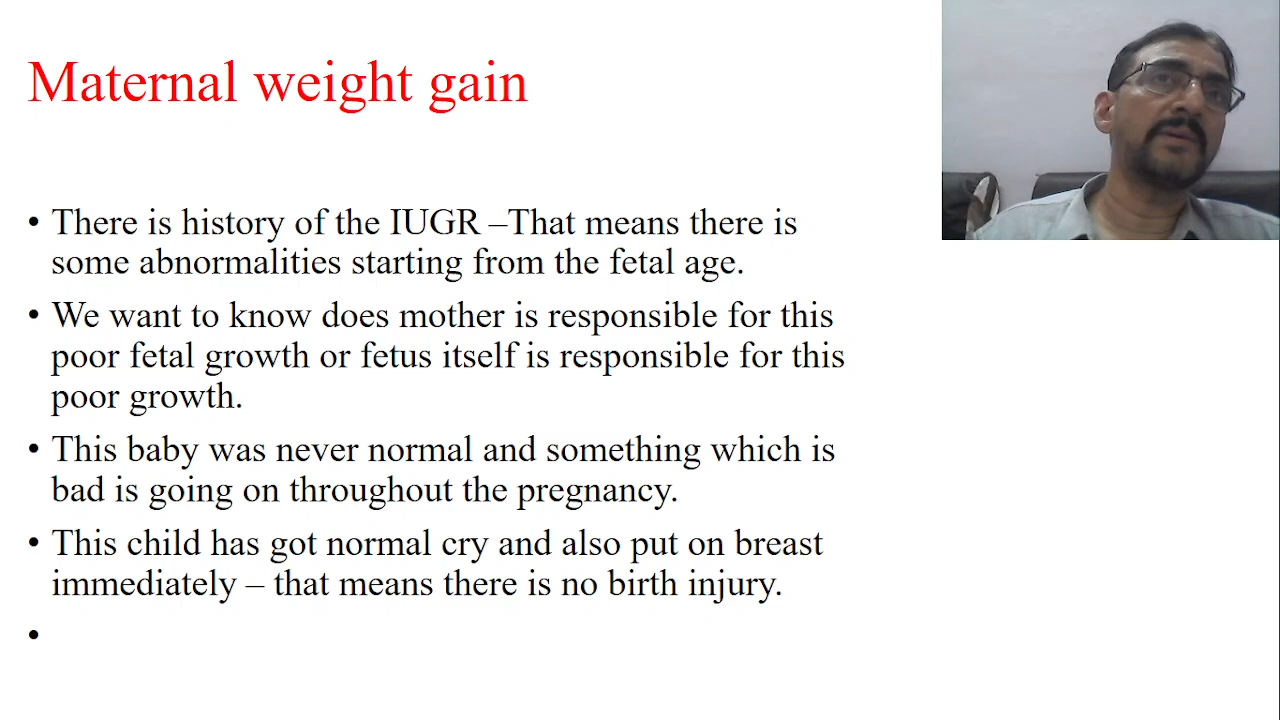 Maternal weight gain
• There is history of the IUGR –That means there is
some abnormalities starting from the fetal age.
• We want to know does mother is responsible for this
poor fetal growth or fetus itself is responsible for this
poor growth.
• This baby was never normal and something which is
bad is going on throughout the pregnancy.
• This child has got normal cry and also put on breast
immediately – that means there is no birth injury.
•